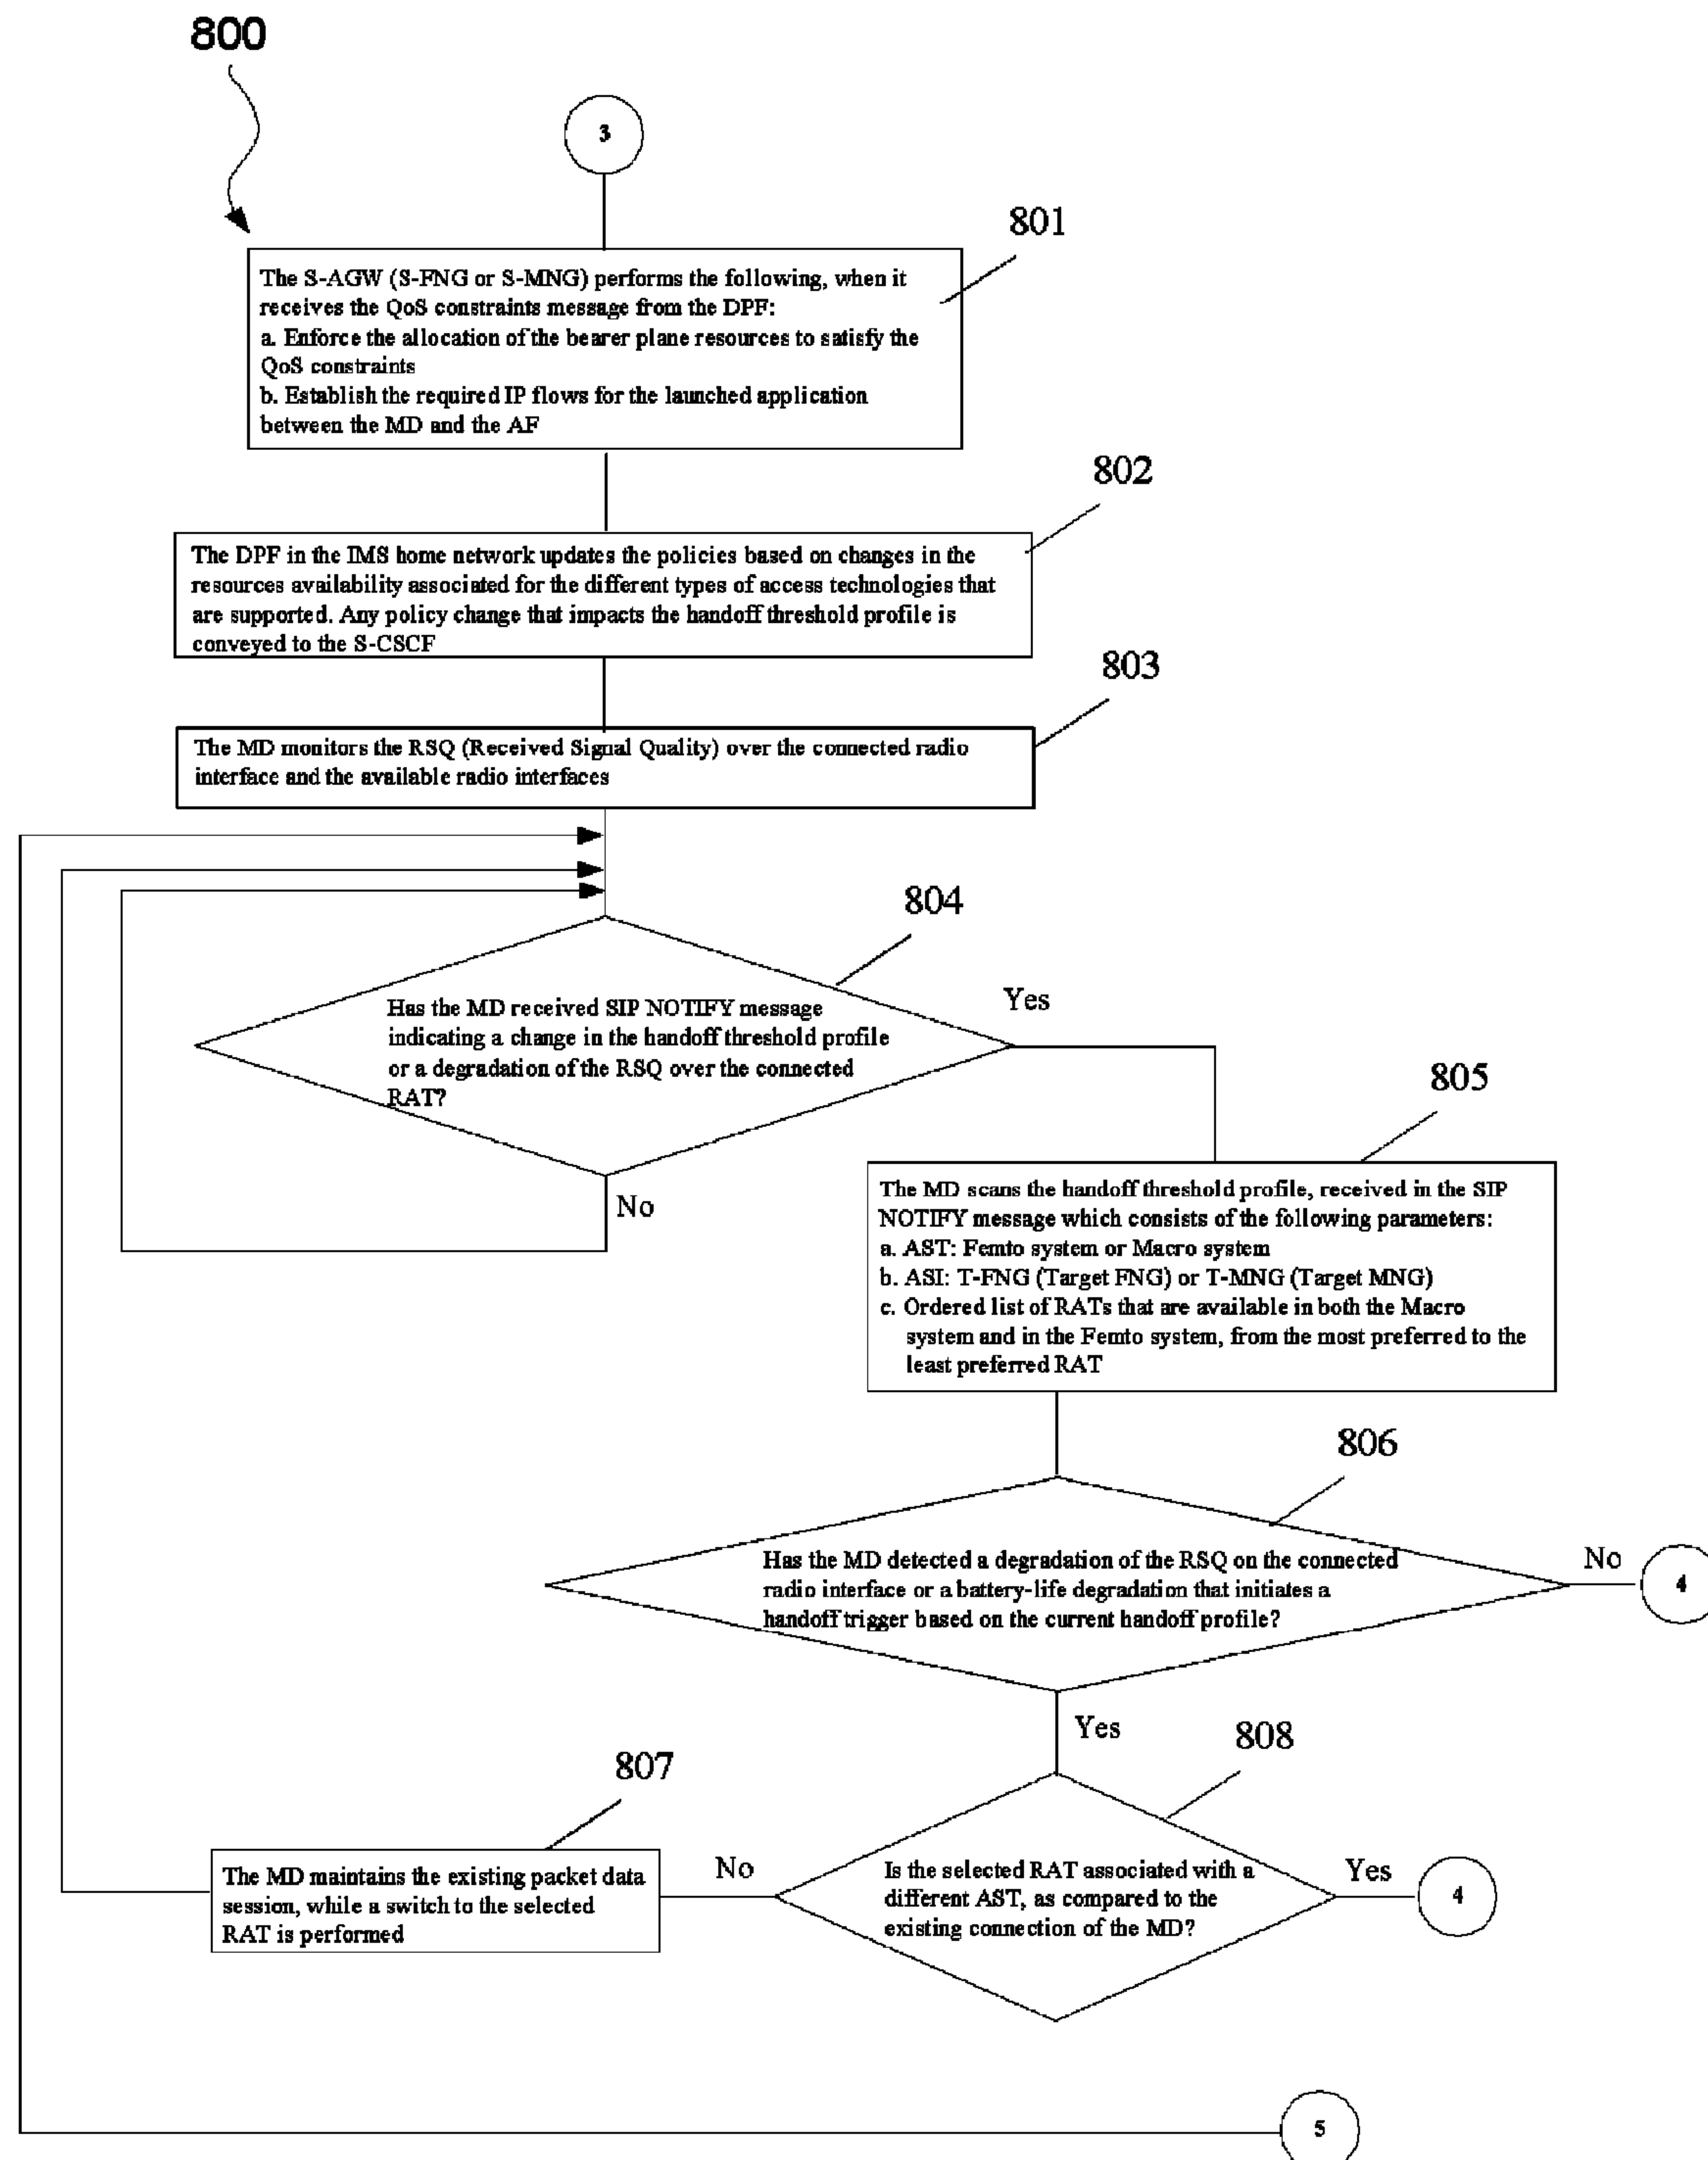 800
3
801
The S-AGW (S-FNG or S-MNG) performs the following, when it
receives the QoS constraints message from the DPF:
a. Enforce the allocation of the bearer plane resources to satisfy the
QoS constraints
b. Establish the required IP flows for the launched application
between the MD and the AF
802
The DPF in the IMS home network updates the policies based on changes in the
resources availability associated for the different types of access technologies that
are supported. Any policy change that impacts the handoff threshold profile is
conveyed to the S-CSCF
803
The MD monitors the RSQ (Received Signal Quality) over the connected radio
interface and the available radio interfaces
804
Has the MD received SIP NOTIFY message
indicating a change in the handoff threshold profile
or a degradation of the RSQ over the connected
RAT?
Yes
No
805
The MD scans the handoff threshold profile, received in the SIP
NOTIFY message which consists of the following parameters:
a. AST: Femto system or Macro system
b. ASI: T-FNG (Target FNG) or T-MNG (Target MNG)
c. Ordered list of RATs that are available in both the Macro
system and in the Femto system, from the most preferred to the
least preferred RAT
806
Has the MD detected a degradation of the RSQ on the connected
radio interface or a battery-life degradation that initiates a
handoff trigger based on the current handoff profile?
No
4
Yes
808
Is the selected RAT associated with a
different AST, as compared to the
existing connection of the MD?
Yes
4
No
807
The MD maintains the existing packet data
session, while a switch to the selected
RAT is performed
5